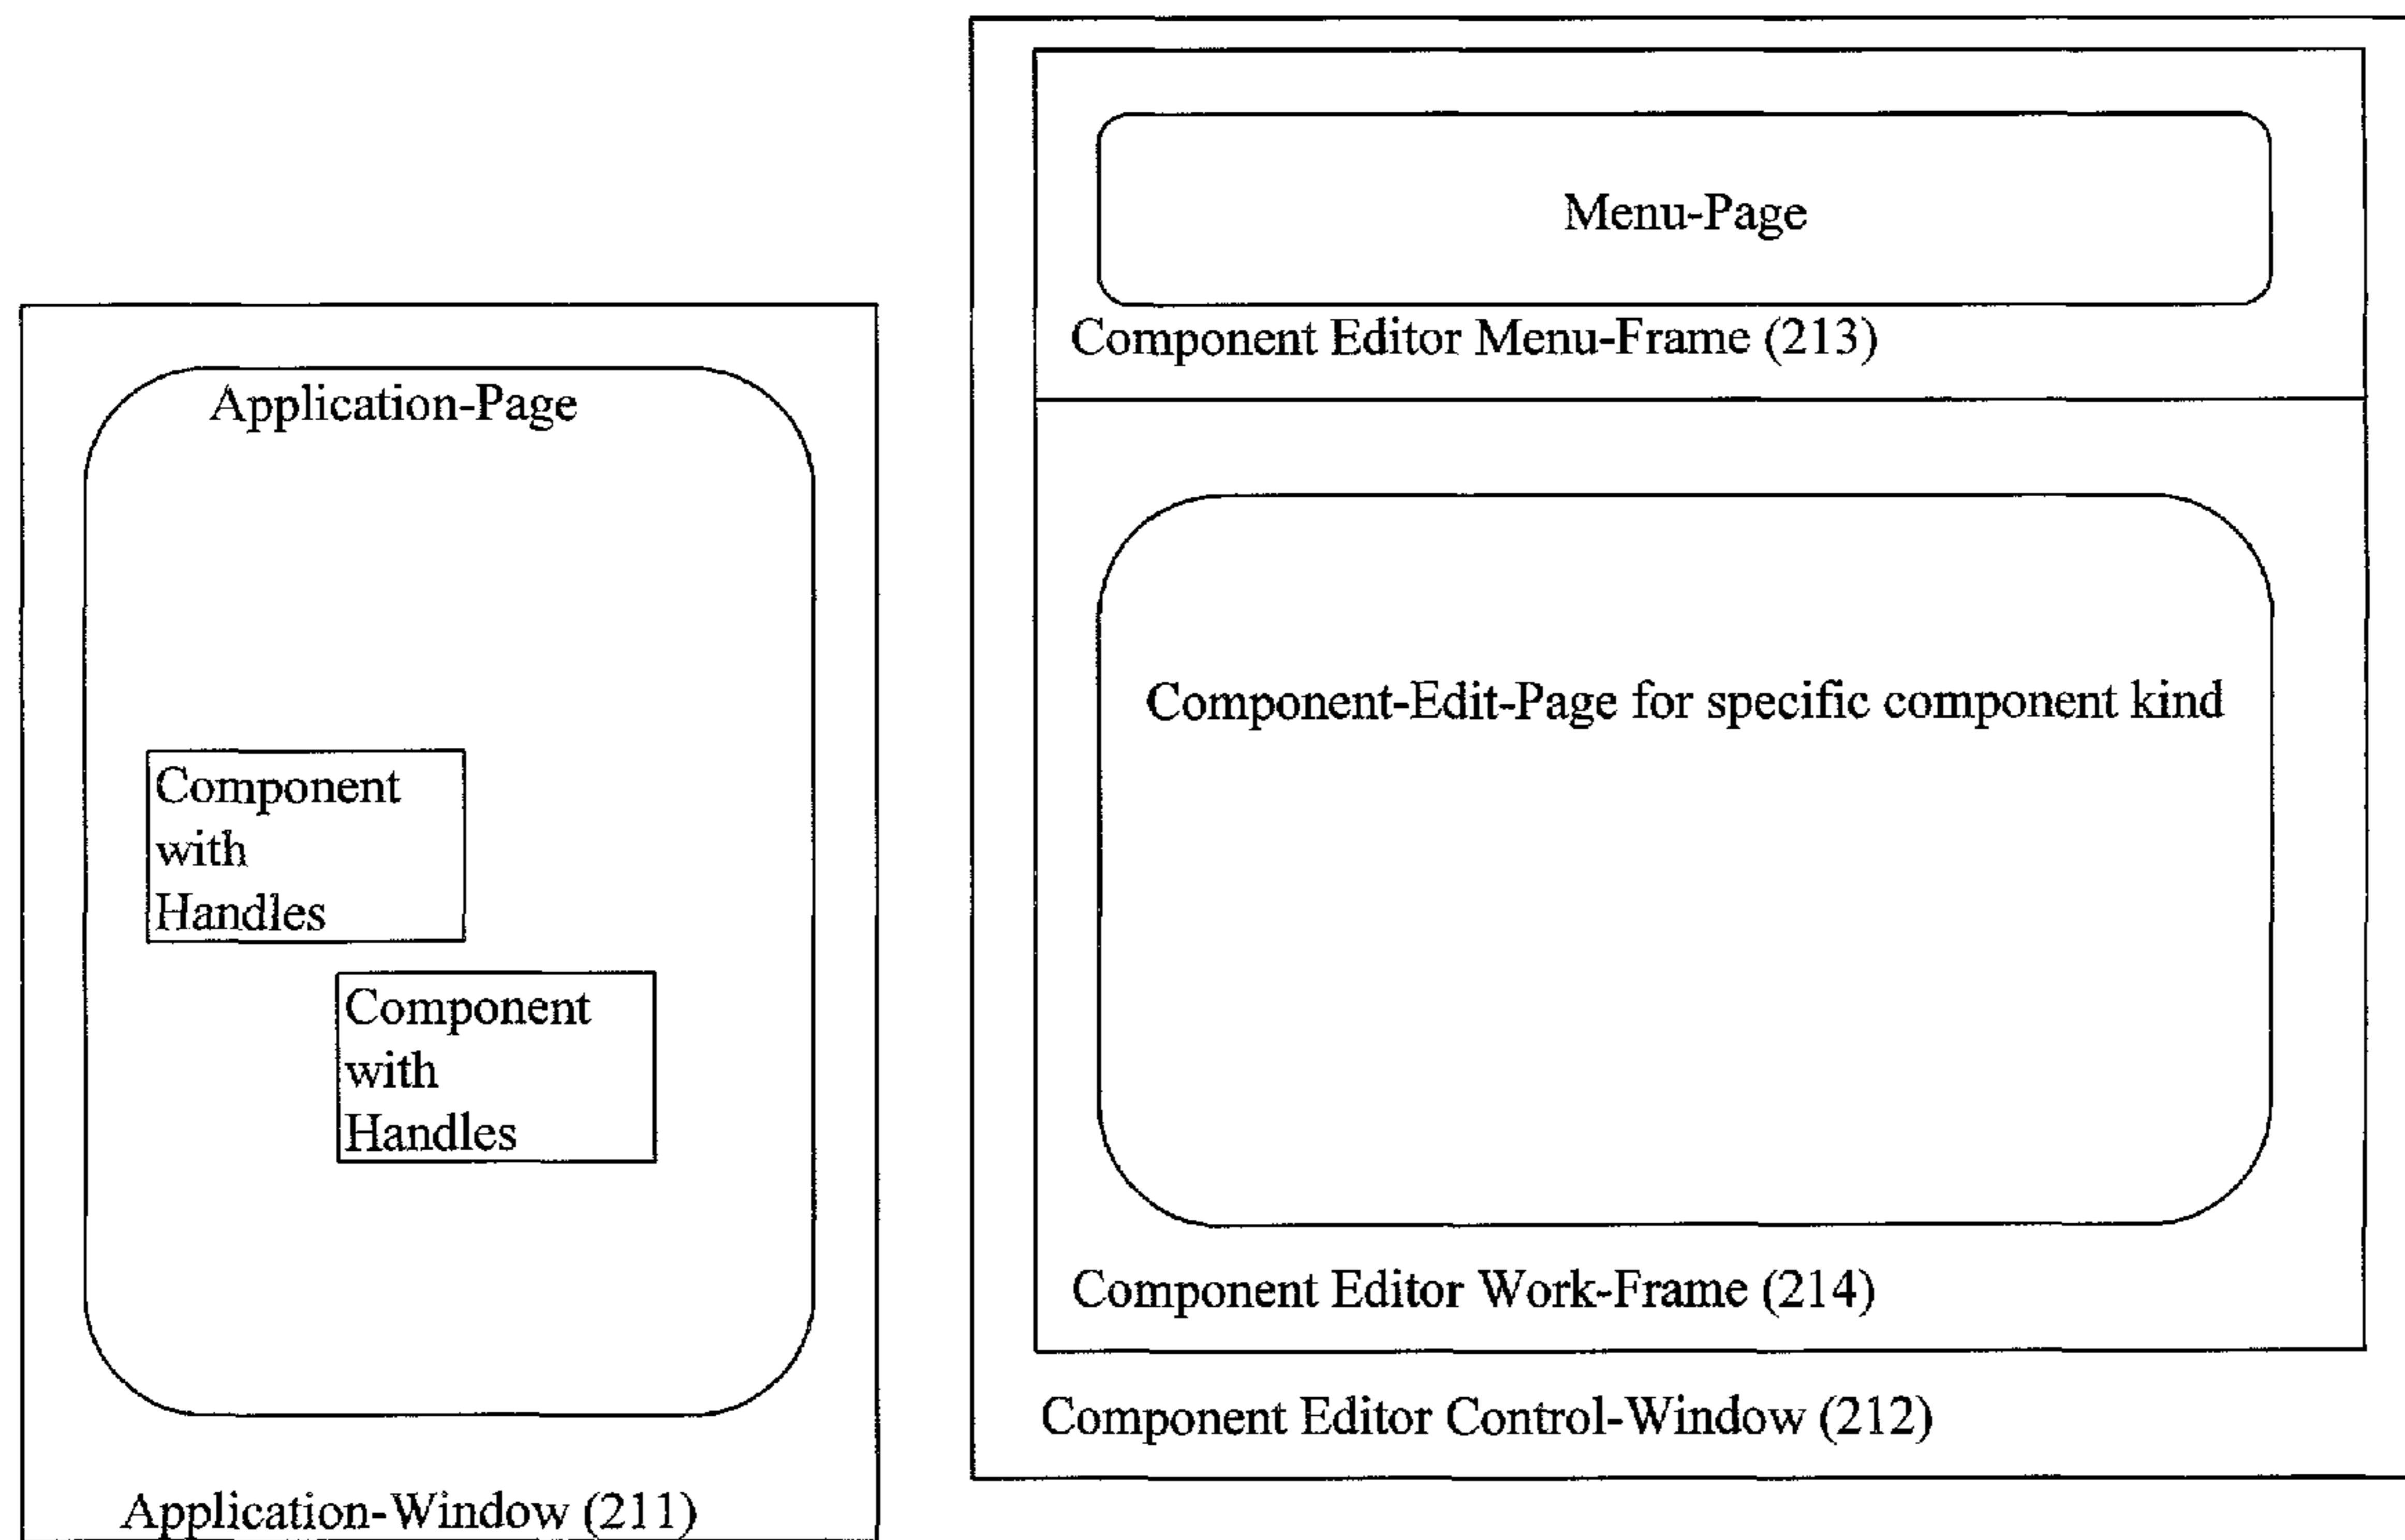 Application-Page
Component
with
Handles
Component
with
Handles
Application-Window (211)
Menu-Page
Component Editor Menu-Frame (213)
Component-Edit-Page for specific component kind
Component Editor Work-Frame (214)
Component Editor Control-Window (212)